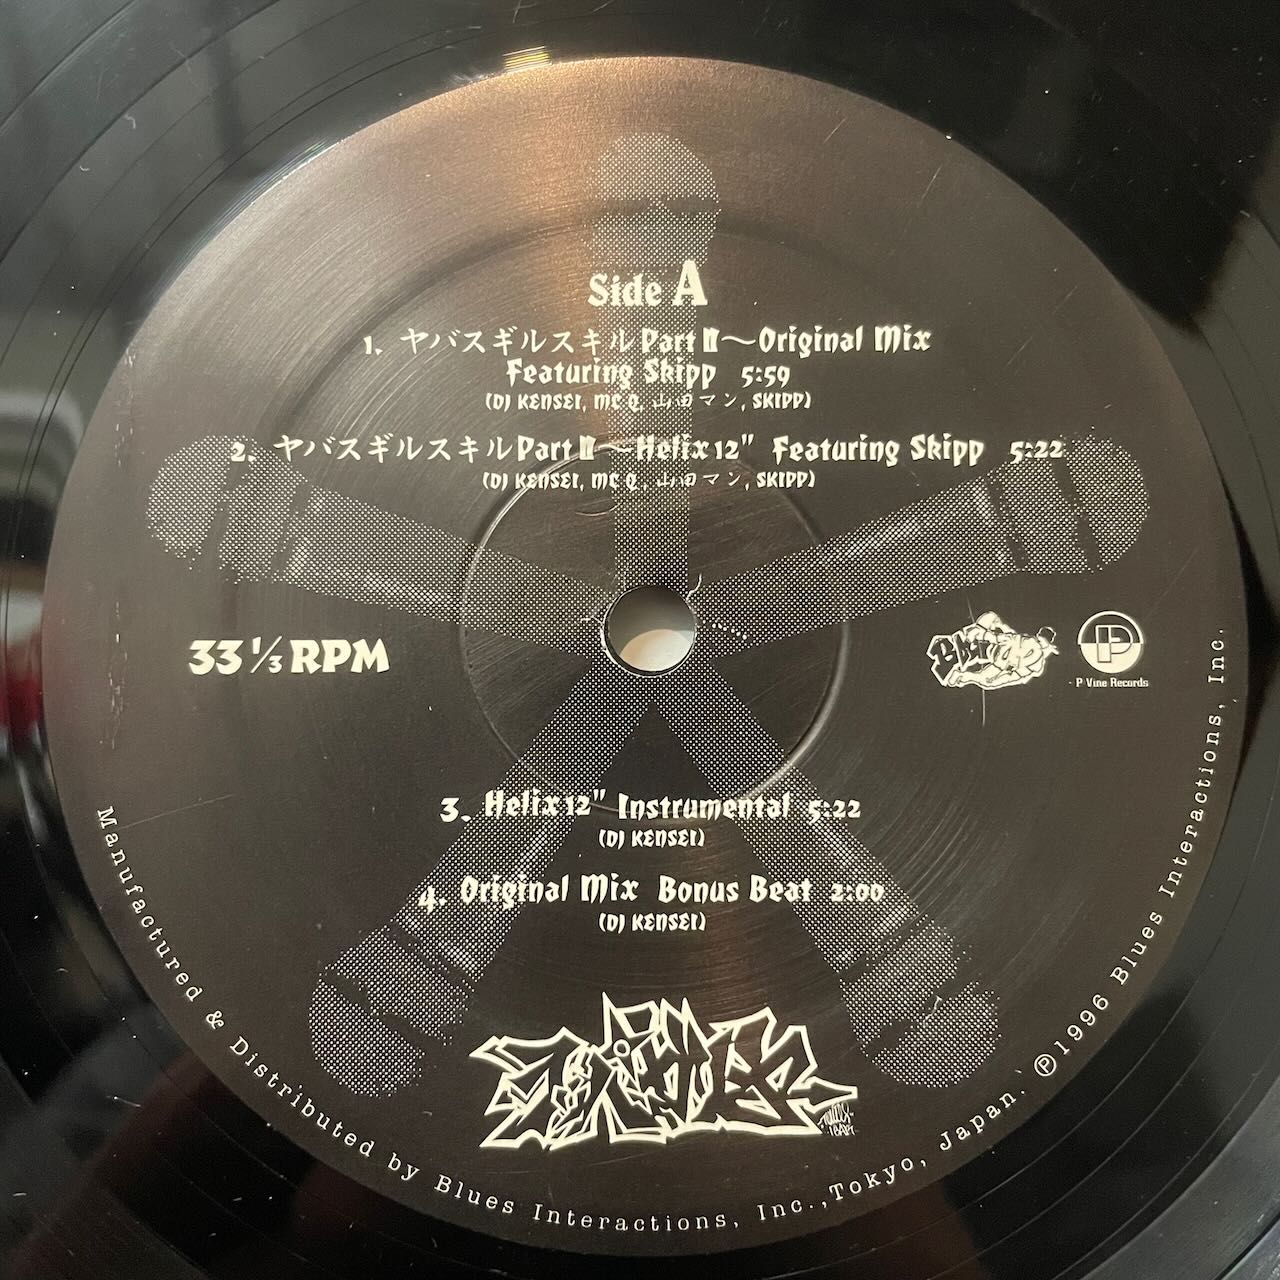 Side A
1. ヤバスギルスキル Part II～Original Mix
Featuring Skipp 5:59
(DJ KENSEI, MC Q, 山田マン, SKIPP)
2. ヤバスギルスキル Part II～Helix 12" Featuring Skipp 5:22
(DJ KENSEI, MC Q, 山田マン, SKIPP)
33 1/3 RPM
P-Vine Records
3. Helix 12" Instrumental 5:22
(DJ KENSEI)
4. Original Mix Bonus Beat 2:00
(DJ KENSEI)
Manufactured & Distributed by Blues Interactions, Inc., Tokyo, Japan. Ⓟ1996 Blues Interactions, Inc.